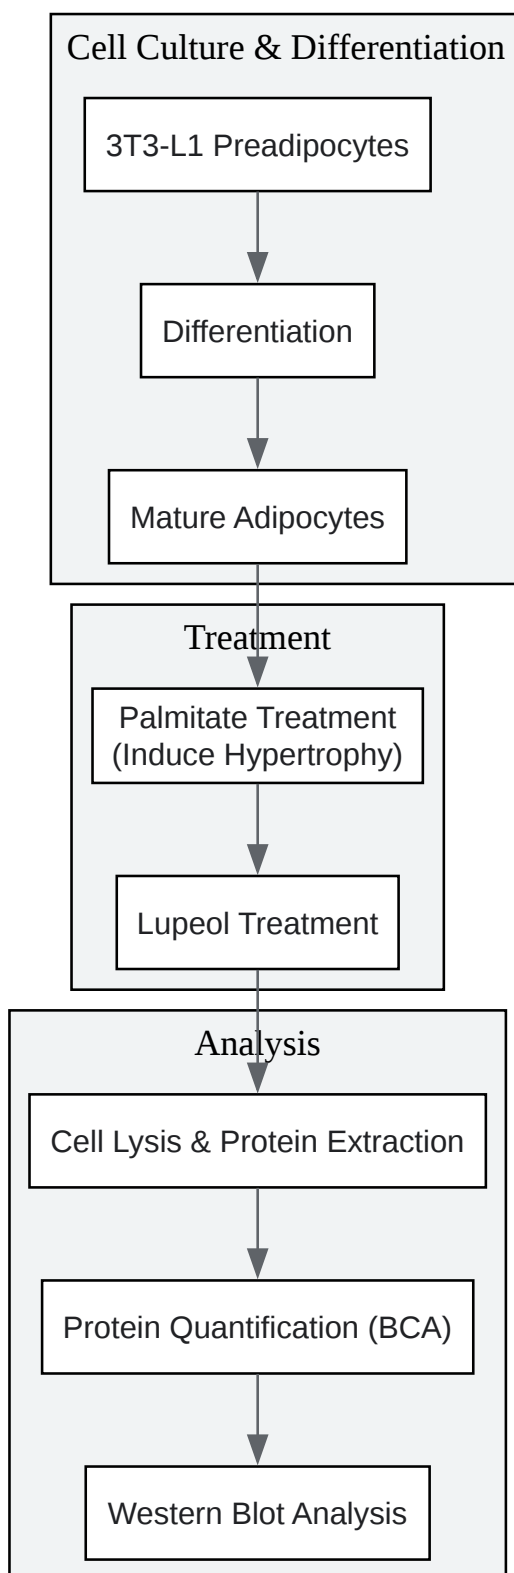 Cell Culture & Differentiation
3T3-L1 Preadipocytes
Differentiation
Mature Adipocytes
Treatment
Palmitate Treatment
(Induce Hypertrophy)
Lupeol Treatment
Analysis
Cell Lysis & Protein Extraction
Protein Quantification (BCA)
Western Blot Analysis